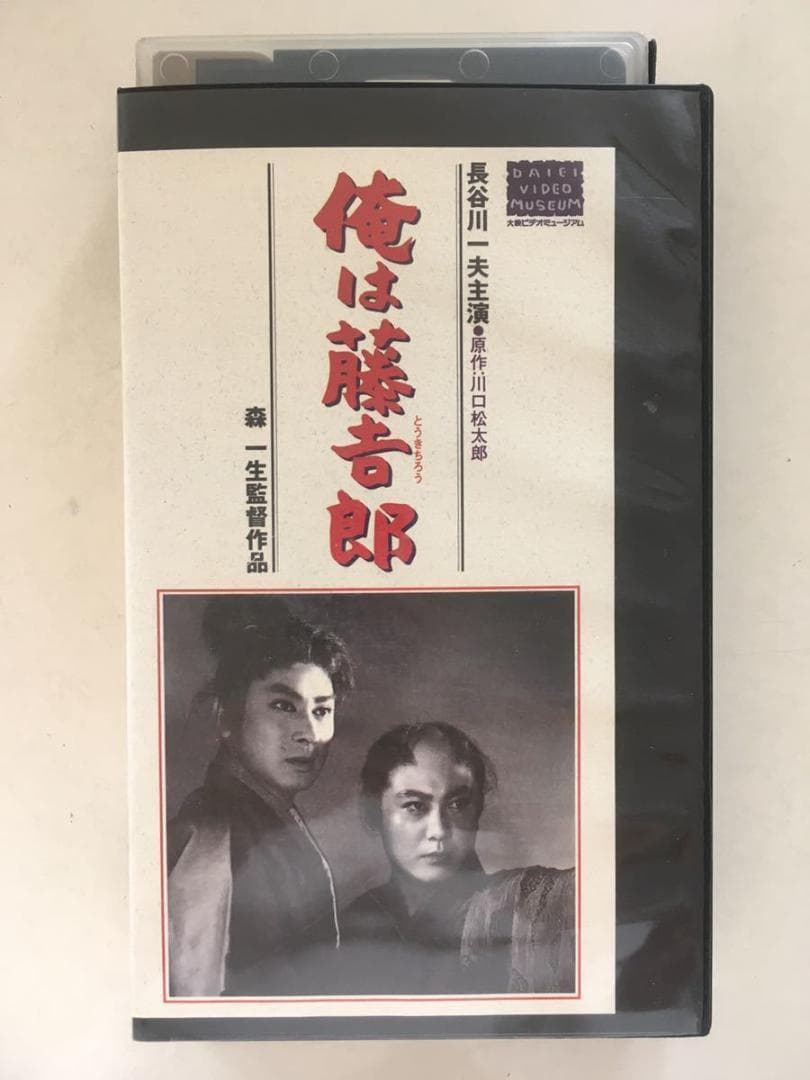 DAIEI
VIDEO
MUSEUM
大映ビデオミュージアム
長谷川一夫主演●原作:川口松太郎
俺は藤吉郎
とうきちろう
森 一生監督作品